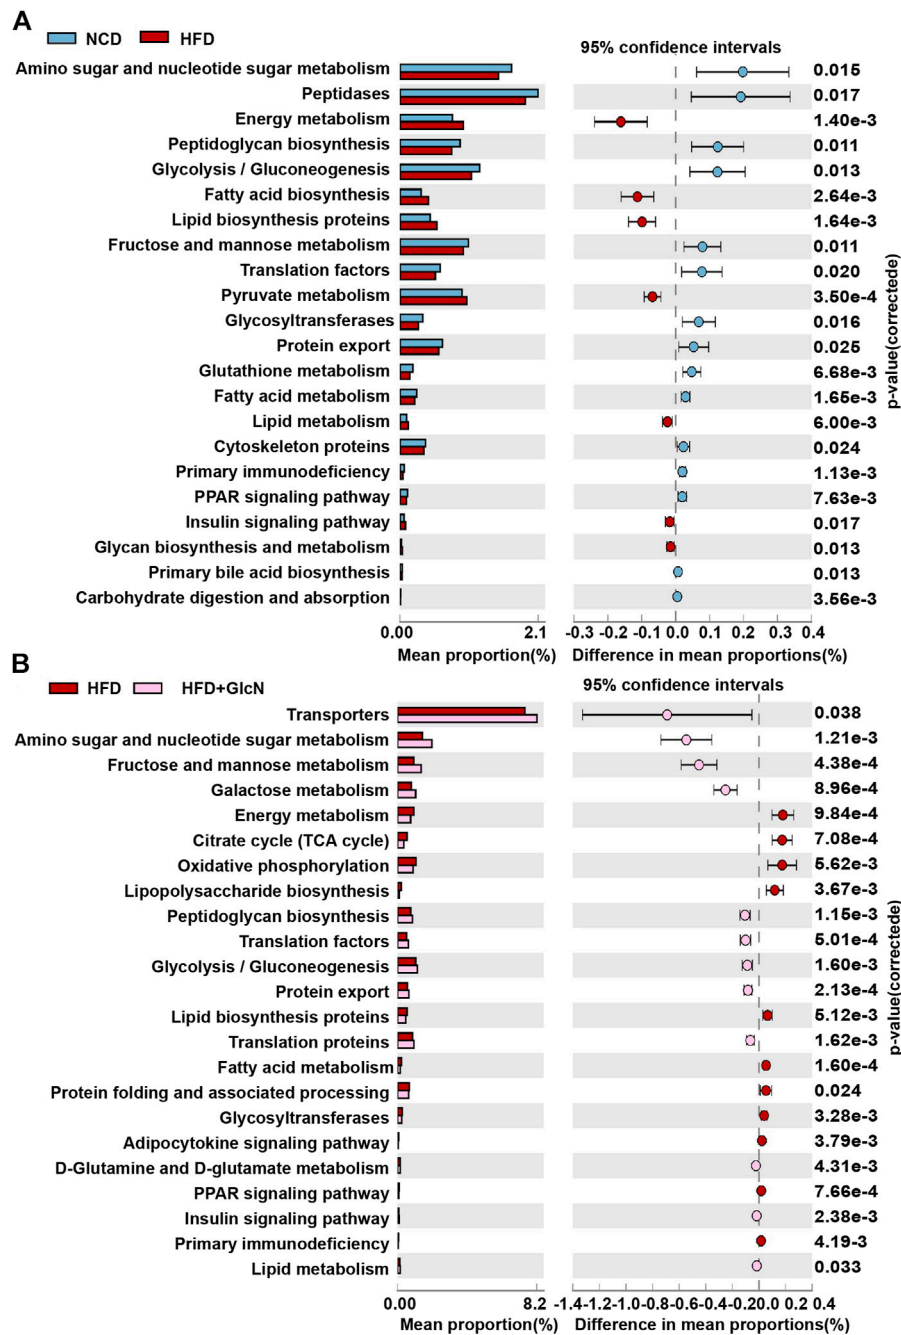 A
NCD HFD
95% confidence intervals
Amino sugar and nucleotide sugar metabolism 0.015
Peptidases 0.017
Energy metabolism 1.40e-3
Peptidoglycan biosynthesis 0.011
Glycolysis / Gluconeogenesis 0.013
Fatty acid biosynthesis 2.64e-3
Lipid biosynthesis proteins 1.64e-3
Fructose and mannose metabolism 0.011
Translation factors 0.020
Pyruvate metabolism 3.50e-4
Glycosyltransferases 0.016
Protein export 0.025
Glutathione metabolism 6.68e-3
Fatty acid metabolism 1.65e-3
Lipid metabolism 6.00e-3
Cytoskeleton proteins 0.024
Primary immunodeficiency 1.13e-3
PPAR signaling pathway 7.63e-3
Insulin signaling pathway 0.017
Glycan biosynthesis and metabolism 0.013
Primary bile acid biosynthesis 0.013
Carbohydrate digestion and absorption 3.56e-3
p-value(correctede)
0.00 2.1 -0.3 -0.2 -0.1 0.0 0.1 0.2 0.3 0.4
Mean proportion(%) Difference in mean proportions(%)
B
HFD HFD+GlcN
95% confidence intervals
Transporters 0.038
Amino sugar and nucleotide sugar metabolism 1.21e-3
Fructose and mannose metabolism 4.38e-4
Galactose metabolism 8.96e-4
Energy metabolism 9.84e-4
Citrate cycle (TCA cycle) 7.08e-4
Oxidative phosphorylation 5.62e-3
Lipopolysaccharide biosynthesis 3.67e-3
Peptidoglycan biosynthesis 1.15e-3
Translation factors 5.01e-4
Glycolysis / Gluconeogenesis 1.60e-3
Protein export 2.13e-4
Lipid biosynthesis proteins 5.12e-3
Translation proteins 1.62e-3
Fatty acid metabolism 1.60e-4
Protein folding and associated processing 0.024
Glycosyltransferases 3.28e-3
Adipocytokine signaling pathway 3.79e-3
D-Glutamine and D-glutamate metabolism 4.31e-3
PPAR signaling pathway 7.66e-4
Insulin signaling pathway 2.38e-3
Primary immunodeficiency 4.19-3
Lipid metabolism 0.033
p-value(correctede)
0.00 8.2 -1.4 -1.2 -1.0 -0.8 -0.6 -0.4 -0.2 0.0 0.2 0.4
Mean proportion(%) Difference in mean proportions(%)